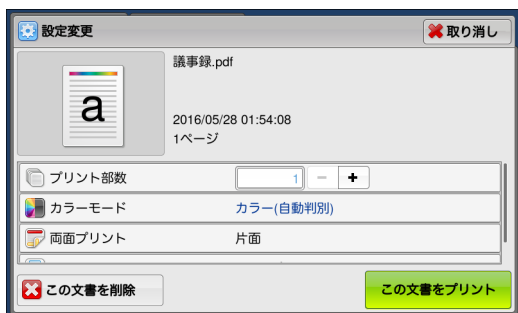 設定変更
取り消し
議事録.pdf
a
2016/05/28 01:54:08
1ページ
プリント部数 1 - +
カラーモード カラー(自動判別)
両面プリント 片面
この文書を削除
この文書をプリント